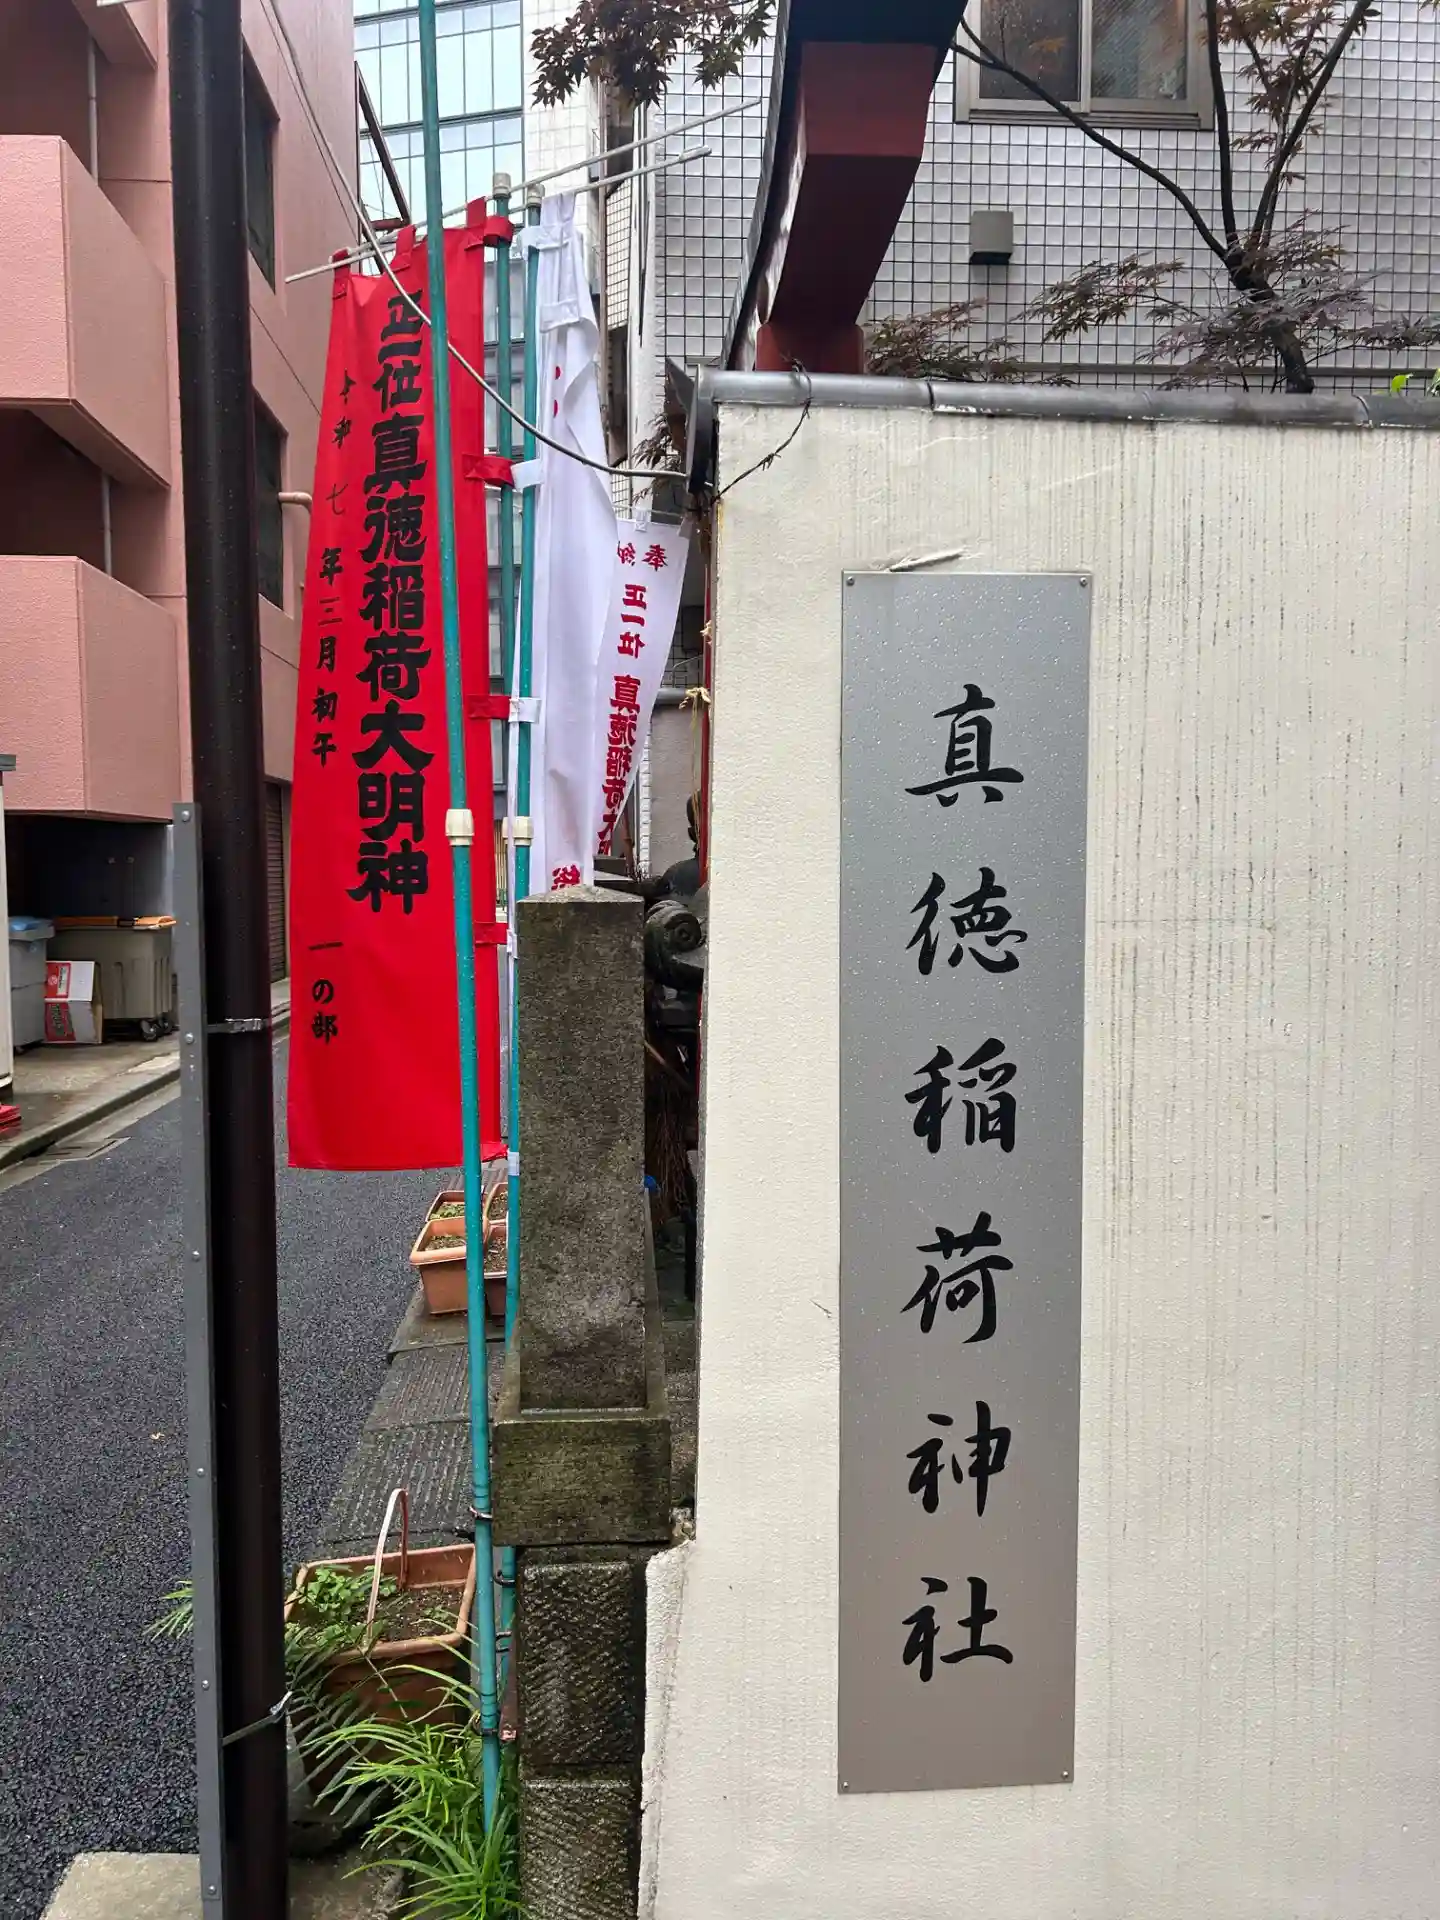 真徳稲荷神社
正一位真徳稲荷大明神
令和七年三月初午
一の部
奉納
正一位 真徳稲荷大明